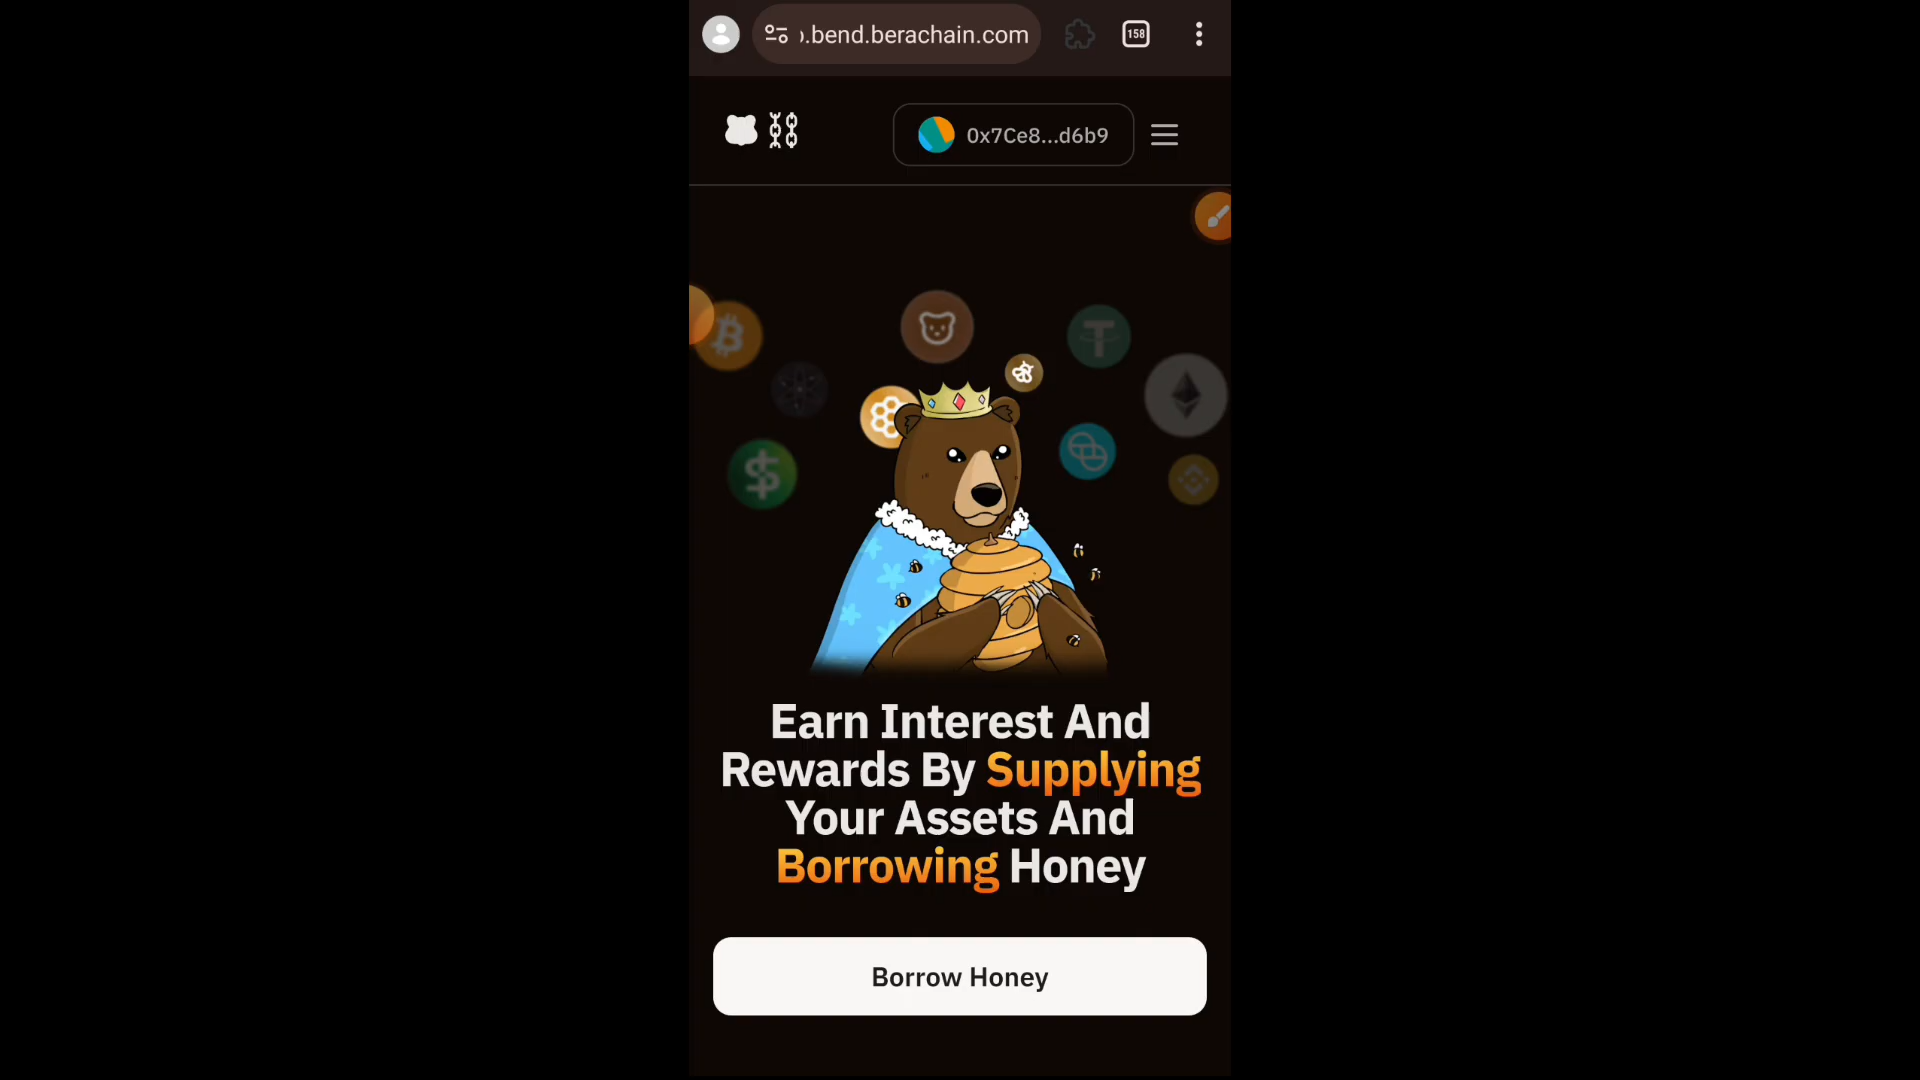 .bend.berachain.com
158
0x7Ce8...d6b9
Earn Interest And
Rewards By Supplying
Your Assets And
Borrowing Honey
Borrow Honey